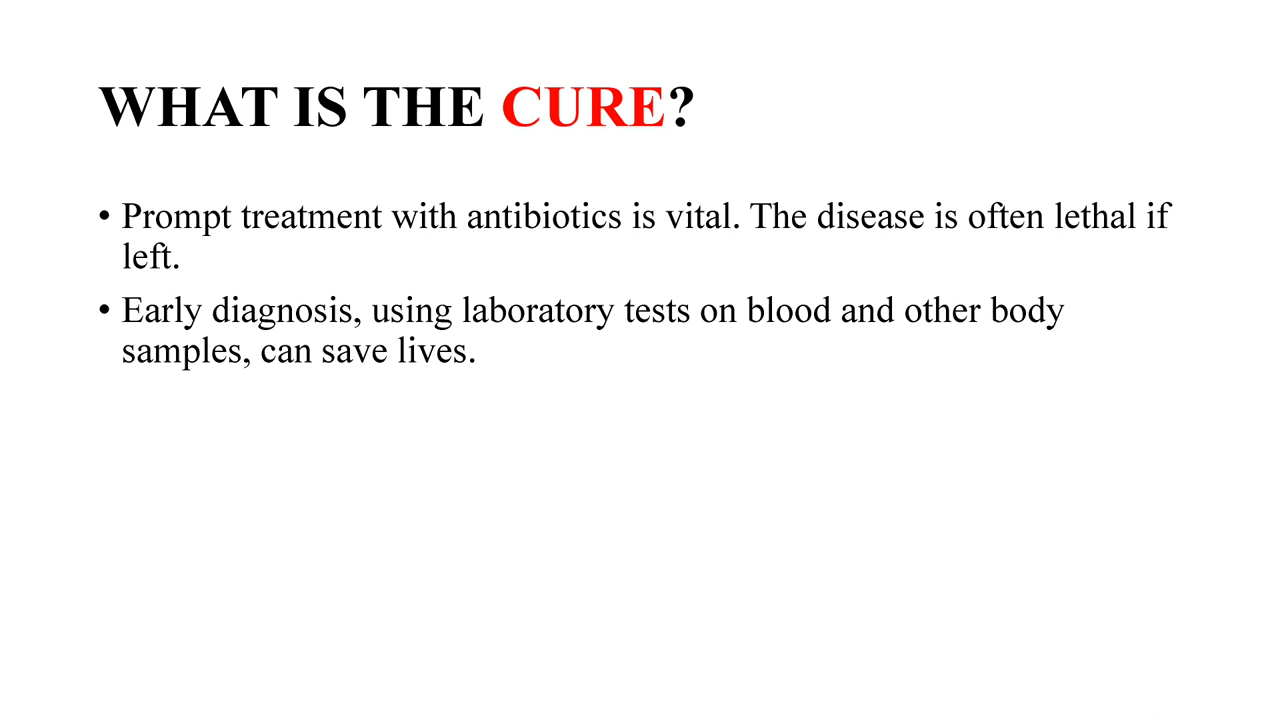 WHAT IS THE CURE?
• Prompt treatment with antibiotics is vital. The disease is often lethal if
left.
• Early diagnosis, using laboratory tests on blood and other body
samples, can save lives.